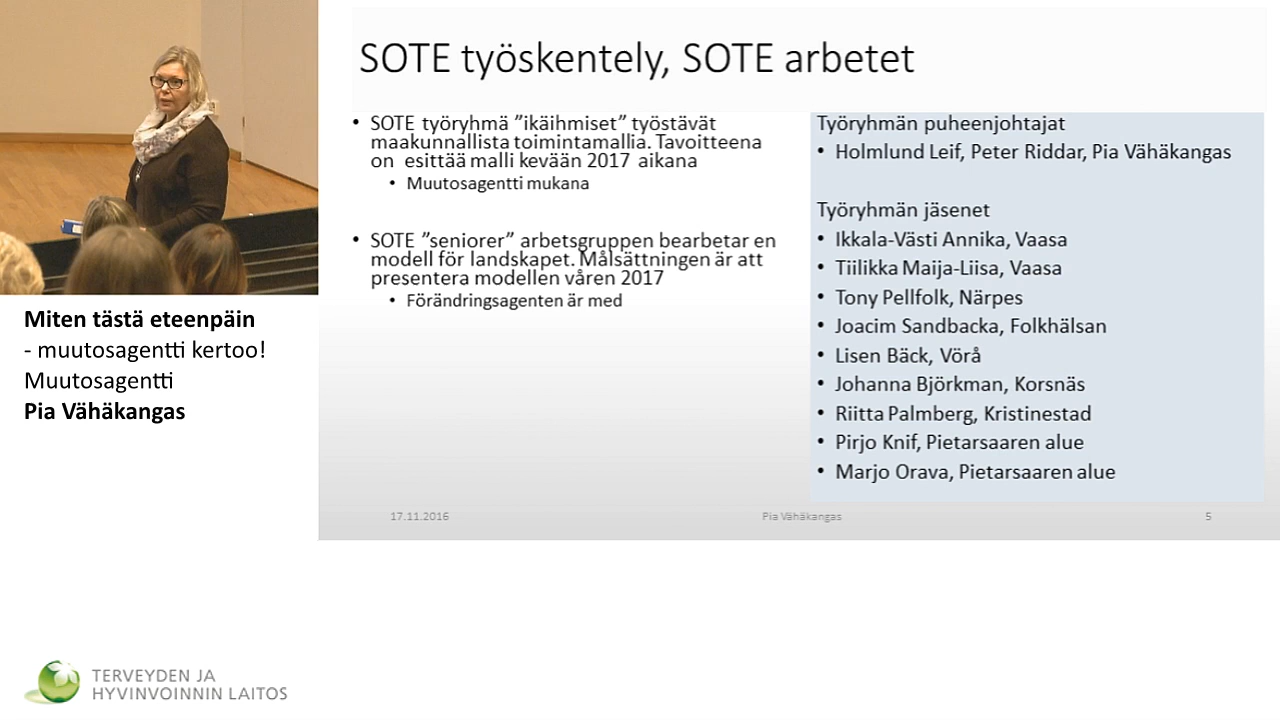 SOTE työskentely, SOTE arbetet
• SOTE työryhmä ”ikäihmiset” työstävät
maakunnallista toimintamallia. Tavoitteena
on esittää malli kevään 2017 aikana
• Muutosagentti mukana
• SOTE ”seniorer” arbetsgruppen bearbetar en
modell för landskapet. Målsättningen är att
presentera modellen våren 2017
• Förändringsagenten är med
Työryhmän puheenjohtajat
• Holmlund Leif, Peter Riddar, Pia Vähäkangas
Työryhmän jäsenet
• Ikkala-Västi Annika, Vaasa
• Tiilikka Maija-Liisa, Vaasa
• Tony Pellfolk, Närpes
• Joacim Sandbacka, Folkhälsan
• Lisen Bäck, Vörå
• Johanna Björkman, Korsnäs
• Riitta Palmberg, Kristinestad
• Pirjo Knif, Pietarsaaren alue
• Marjo Orava, Pietarsaaren alue
17.11.2016
Pia Vähäkangas
5
Miten tästä eteenpäin
- muutosagentti kertoo!
Muutosagentti
Pia Vähäkangas
TERVEYDEN JA
HYVINVOINNIN LAITOS